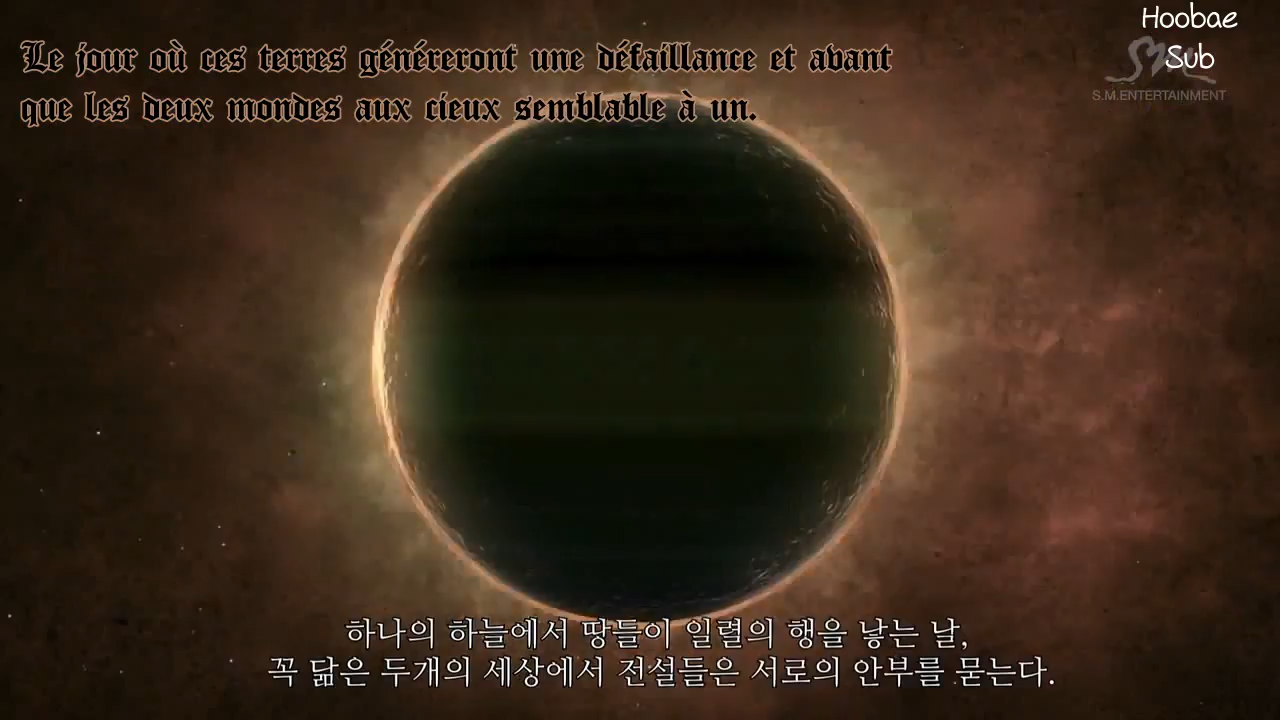 Hoobae
Sub
S.M.ENTERTAINMENT
Le jour où ces terres généreront une défaillance et avant
que les deux mondes aux cieux semblable à un.
하나의 하늘에서 땅들이 일렬의 행을 낳는 날,
꼭 닮은 두개의 세상에서 전설들은 서로의 안부를 묻는다.